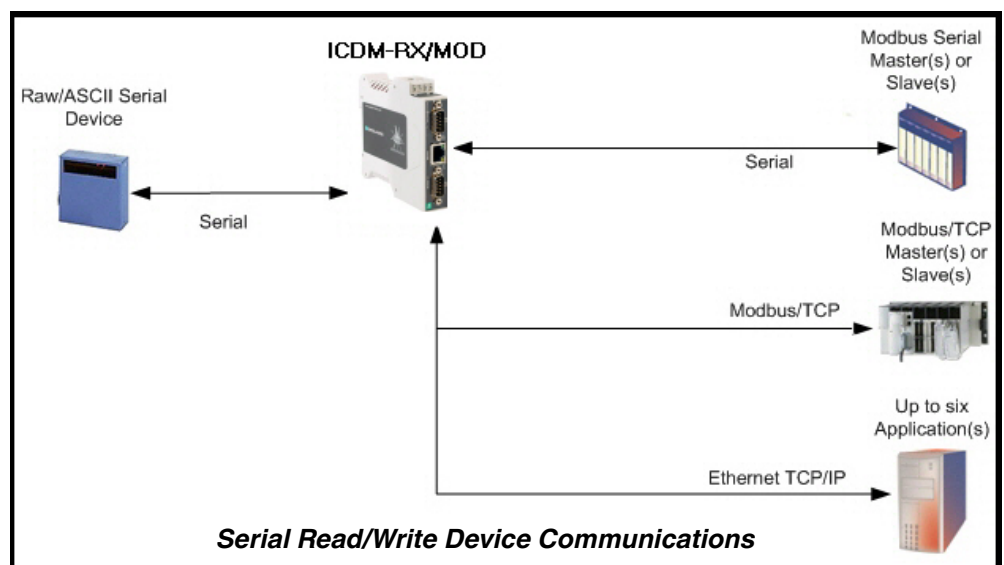 ICDM-RX/MOD
Raw/ASCII Serial
Device
Serial
Modbus Serial
Master(s) or
Slave(s)
Serial
Modbus/TCP
Master(s) or
Slave(s)
Modbus/TCP
Up to six
Application(s)
Ethernet TCP/IP
Serial Read/Write Device Communications